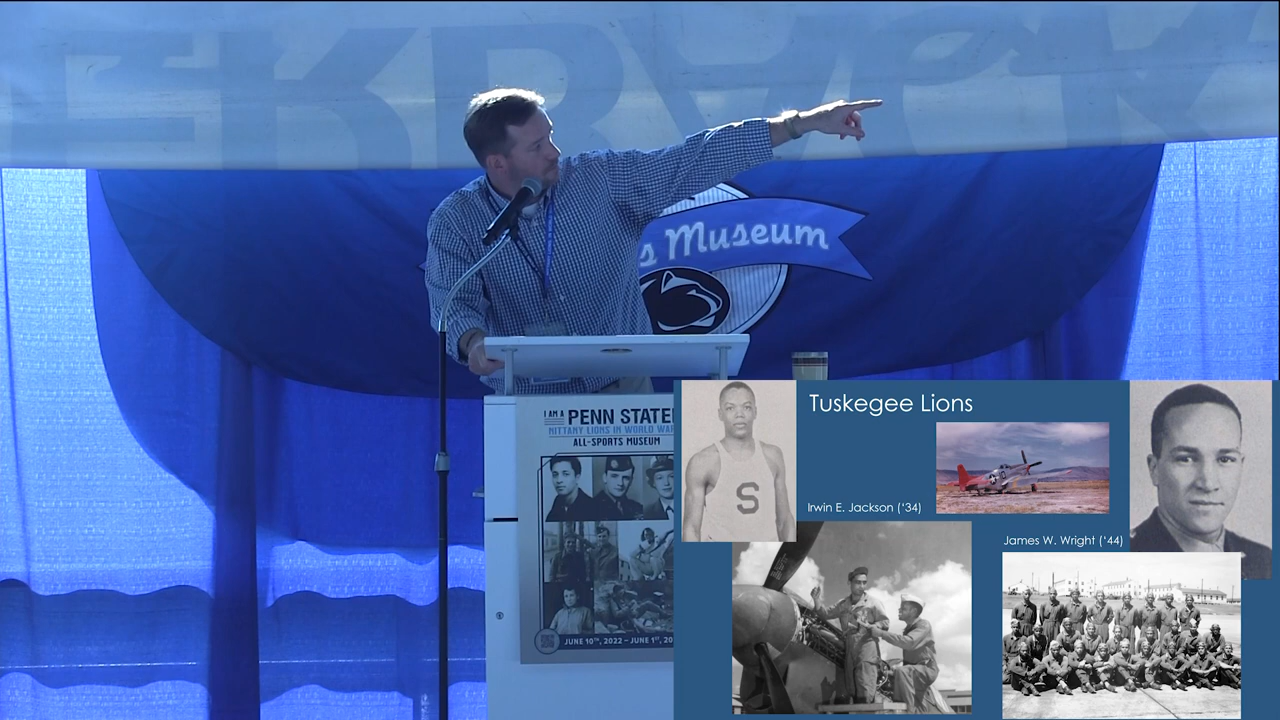 s Museum
I AM A PENN STATE
NITTANY LIONS IN WORLD WAR
ALL-SPORTS MUSEUM
JUNE 10TH, 2022 – JUNE 1ST, 20
Tuskegee Lions
S
Irwin E. Jackson (‘34)
James W. Wright (‘44)